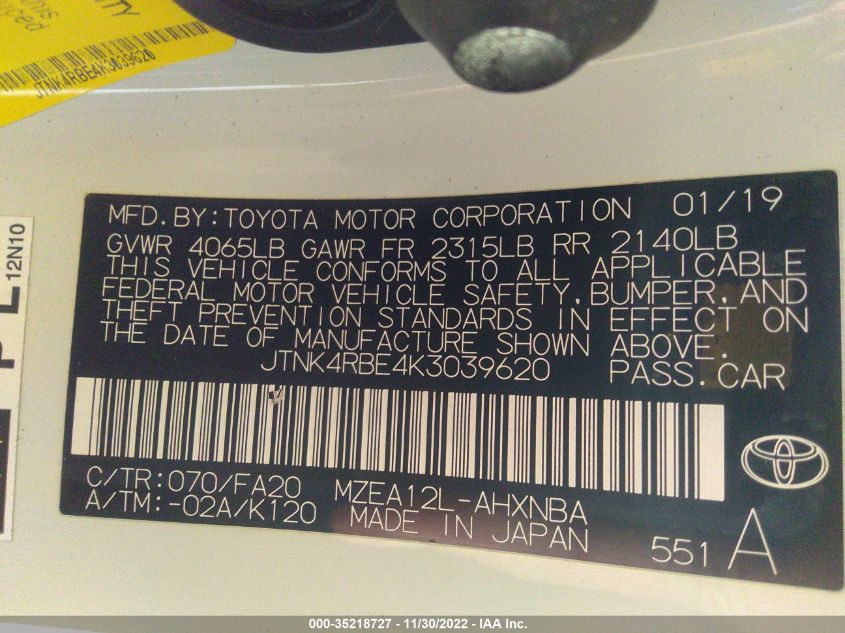 JTNK4RBE4K3039620
12N10
MFD.BY:TOYOTA MOTOR CORPORATION 01/19
GVWR 4065LB GAWR FR 2315LB RR 2140LB
THIS VEHICLE CONFORMS TO ALL APPLICABLE
FEDERAL MOTOR VEHICLE SAFETY,BUMPER,AND
THEFT PREVENTION STANDARDS IN EFFECT ON
THE DATE OF MANUFACTURE SHOWN ABOVE.
JTNK4RBE4K3039620 PASS.CAR
C/TR:070/FA20 MZEA12L-AHXNBA
A/TM:-02A/K120 MADE IN JAPAN
551 A
000-35218727 - 11/30/2022 - IAA Inc.